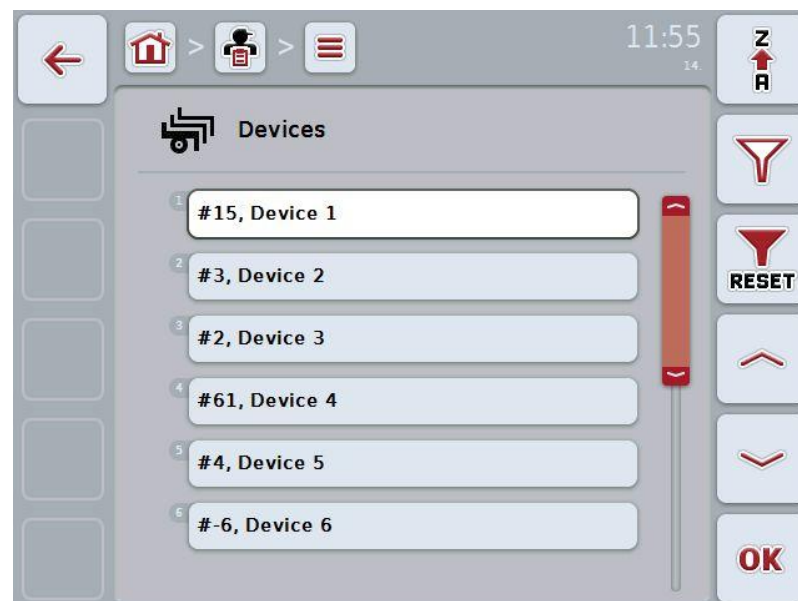 > >
11:55
14.
Z
A
Devices
1
#15, Device 1
2
#3, Device 2
RESET
3
#2, Device 3
4
#61, Device 4
5
#4, Device 5
6
#-6, Device 6
OK